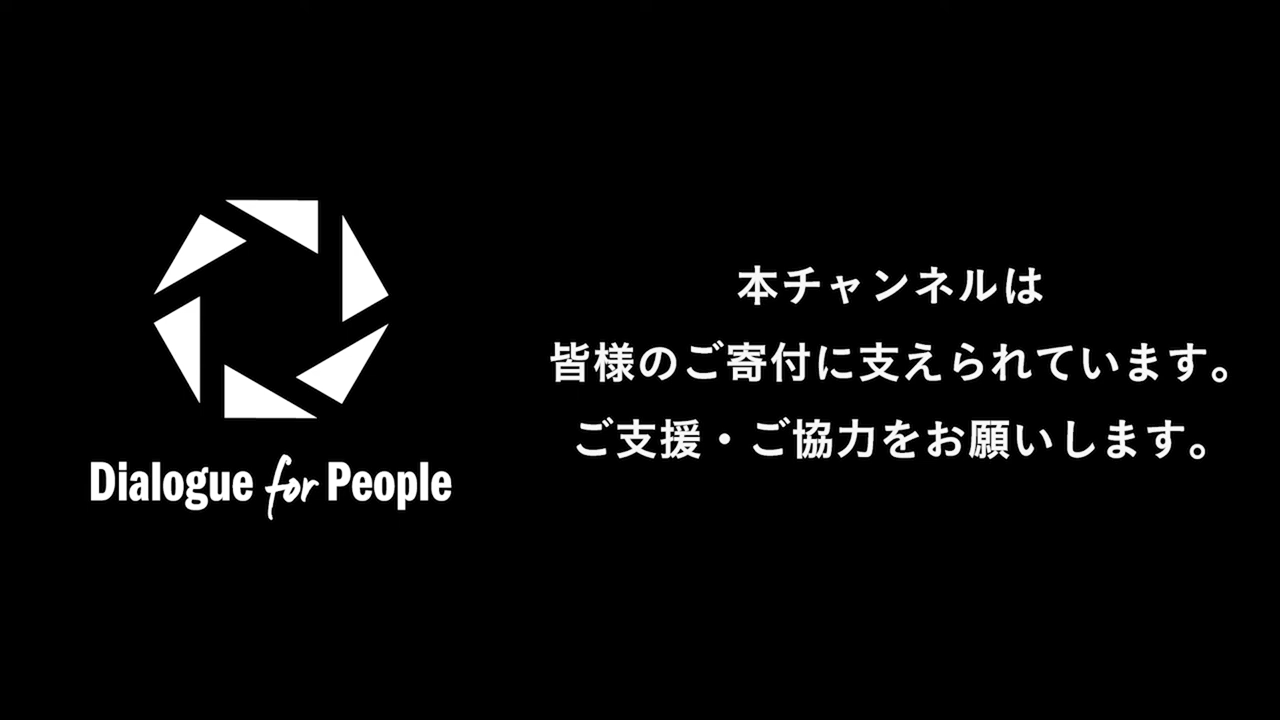 Dialogue for People
本チャンネルは
皆様のご寄付に支えられています。
ご支援・ご協力をお願いします。